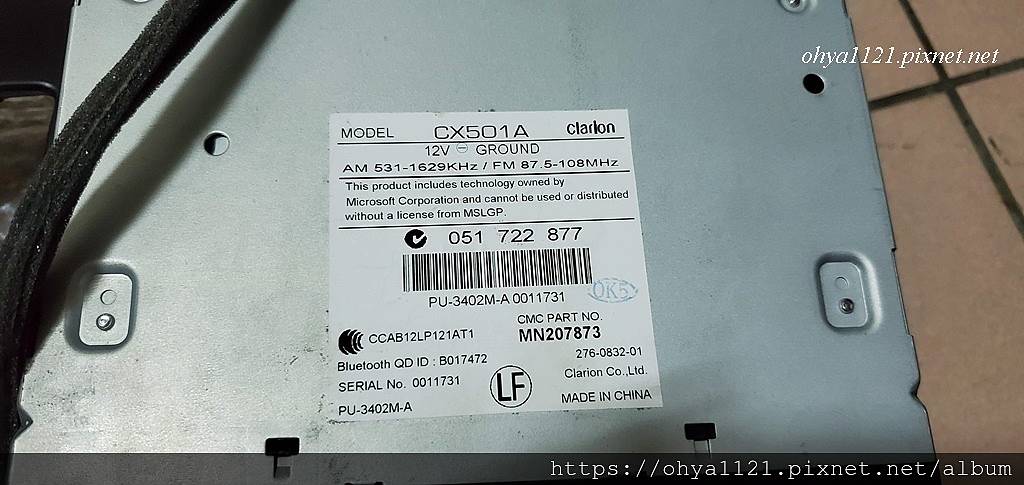 ohya1121.pixnet.net
MODEL CX501A clarion
12V ⊖ GROUND
AM 531-1629KHz / FM 87.5-108MHz
This product includes technology owned by
Microsoft Corporation and cannot be used or distributed
without a license from MSLGP.
051 722 877
PU-3402M-A 0011731
OK5
CCAB12LP121AT1
CMC PART NO.
MN207873
Bluetooth QD ID : B017472
276-0832-01
SERIAL No. 0011731
LF
Clarion Co.,Ltd.
PU-3402M-A
MADE IN CHINA
https://ohya1121.pixnet.net/album